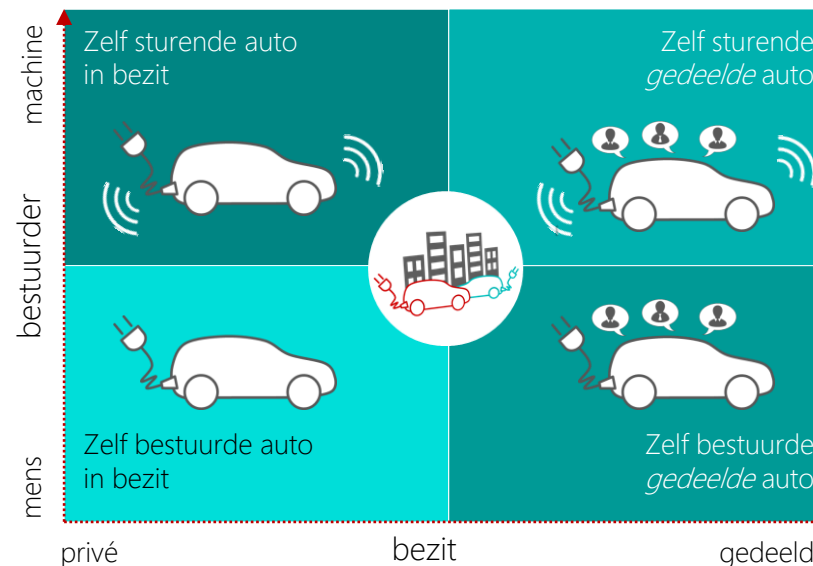 Zelf sturende auto
in bezit
Zelf sturende
gedeelde auto
machine
bestuurder
mens
Zelf bestuurde auto
in bezit
Zelf bestuurde
gedeelde auto
privé
bezit
gedeeld